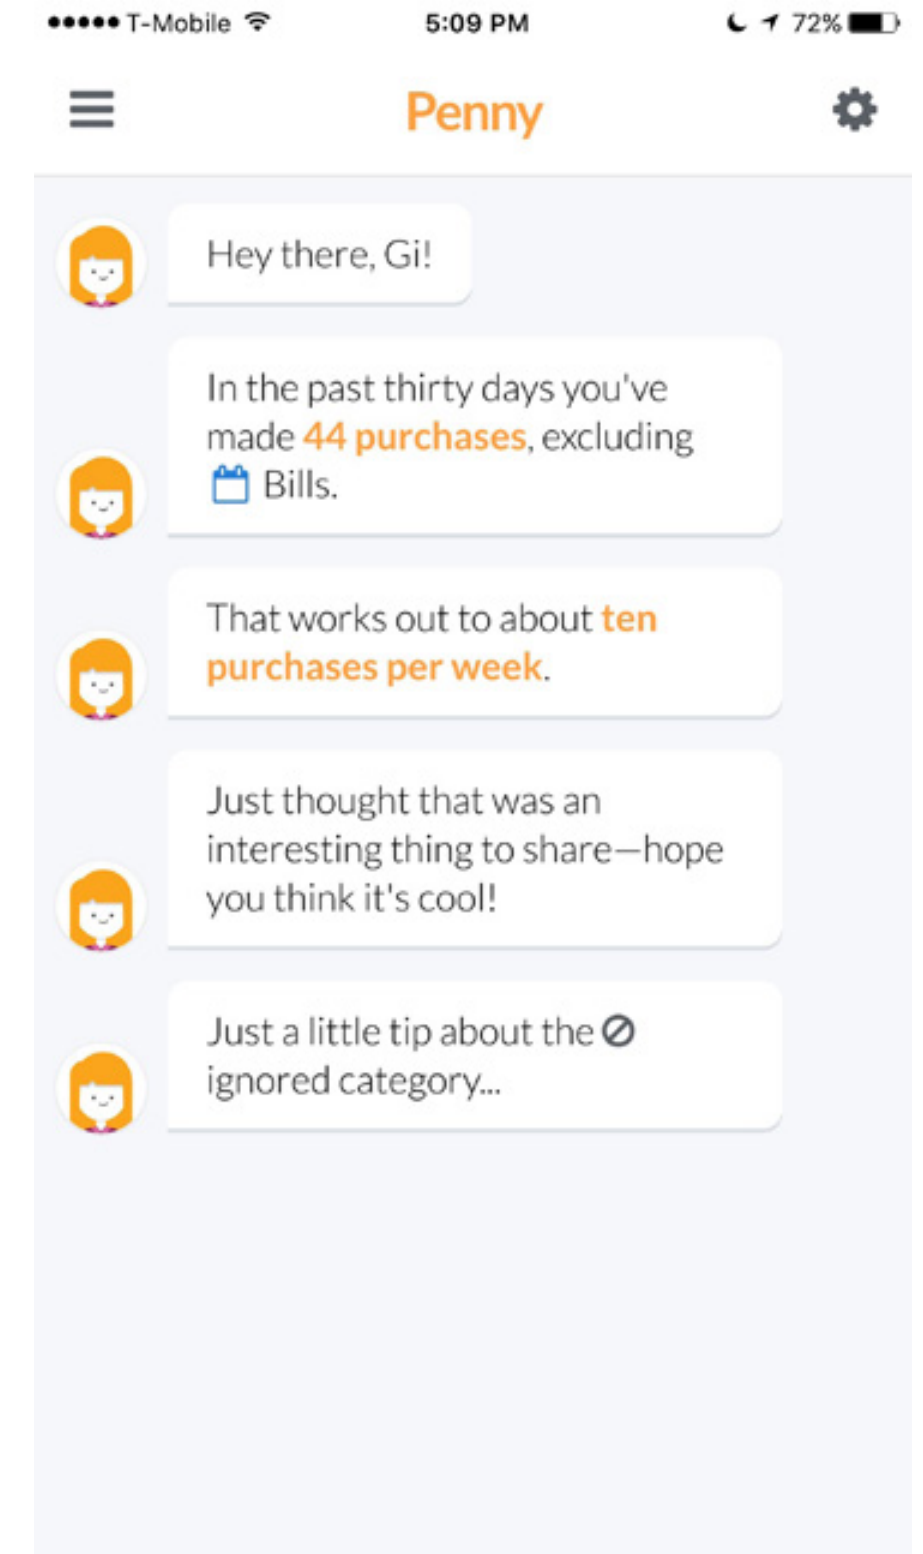 T-Mobile 5:09 PM 72%
Penny
Hey there, Gi!
In the past thirty days you've
made 44 purchases, excluding
Bills.
That works out to about ten
purchases per week.
Just thought that was an
interesting thing to share—hope
you think it's cool!
Just a little tip about the
ignored category...